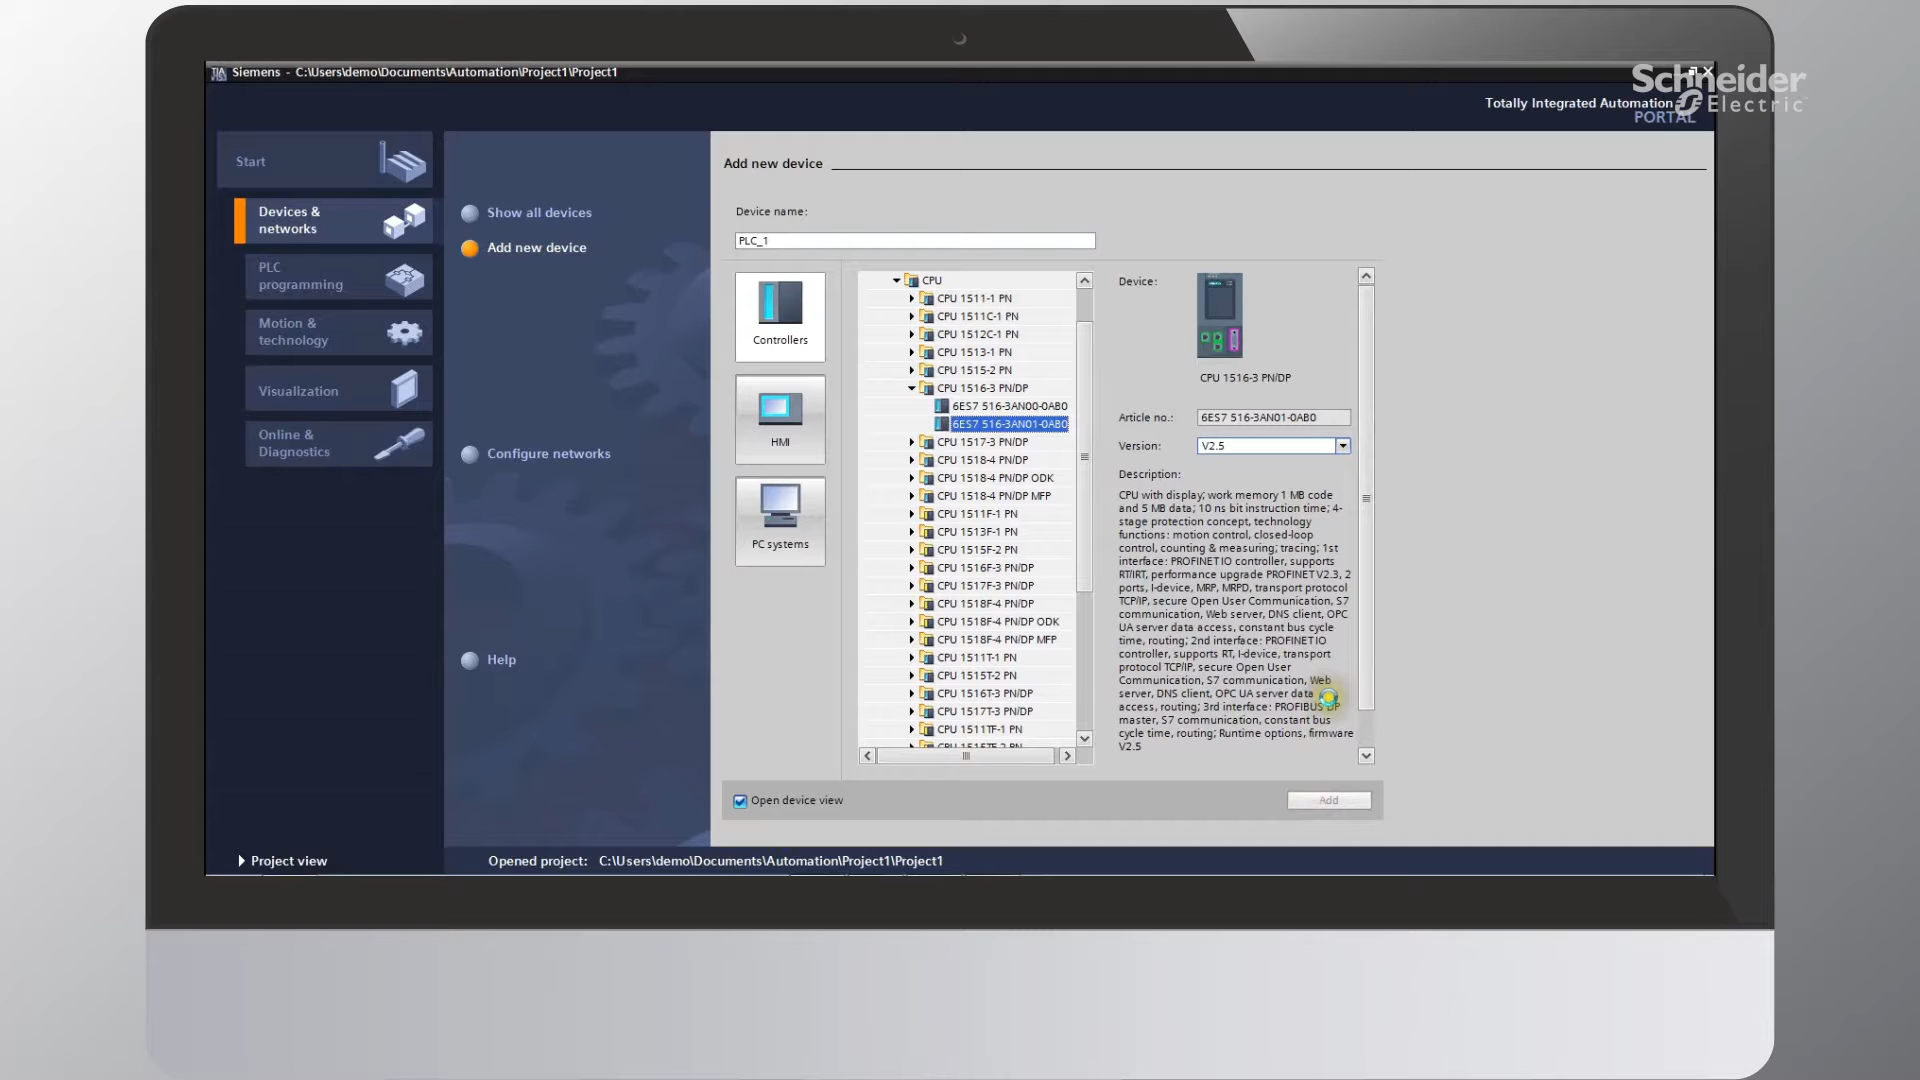 Siemens - C:\Users\demo\Documents\Automation\Project1\Project1
Schneider
Electric
Totally Integrated Automation
PORTAL
Start
Devices &
networks
PLC
programming
Motion &
technology
Visualization
Online &
Diagnostics
Show all devices
Add new device
Configure networks
Help
Add new device
Device name:
PLC_1
Controllers
HMI
PC systems
CPU
CPU 1511-1 PN
CPU 1511C-1 PN
CPU 1512C-1 PN
CPU 1513-1 PN
CPU 1515-2 PN
CPU 1516-3 PN/DP
6ES7 516-3AN00-0AB0
6ES7 516-3AN01-0AB0
CPU 1517-3 PN/DP
CPU 1518-4 PN/DP
CPU 1518-4 PN/DP ODK
CPU 1518-4 PN/DP MFP
CPU 1511F-1 PN
CPU 1513F-1 PN
CPU 1515F-2 PN
CPU 1516F-3 PN/DP
CPU 1517F-3 PN/DP
CPU 1518F-4 PN/DP
CPU 1518F-4 PN/DP ODK
CPU 1518F-4 PN/DP MFP
CPU 1511T-1 PN
CPU 1515T-2 PN
CPU 1516T-3 PN/DP
CPU 1517T-3 PN/DP
CPU 1511TF-1 PN
CPU 1515TF-2 PN
Device:
CPU 1516-3 PN/DP
Article no.: 6ES7 516-3AN01-0AB0
Version: V2.5
Description:
CPU with display; work memory 1 MB code
and 5 MB data; 10 ns bit instruction time; 4-
stage protection concept, technology
functions: motion control, closed-loop
control, counting & measuring; tracing; 1st
interface: PROFINET IO controller, supports
RT/IRT, performance upgrade PROFINET V2.3, 2
ports, I-device, MRP, MRPD, transport protocol
TCP/IP, secure Open User Communication, S7
communication, Web server, DNS client, OPC
UA server data access, constant bus cycle
time, routing; 2nd interface: PROFINET IO
controller, supports RT, I-device, transport
protocol TCP/IP, secure Open User
Communication, S7 communication, Web
server, DNS client, OPC UA server data
access, routing; 3rd interface: PROFIBUS DP
master, S7 communication, constant bus
cycle time, routing; Runtime options, firmware
V2.5
Open device view
Add
Project view
Opened project: C:\Users\demo\Documents\Automation\Project1\Project1